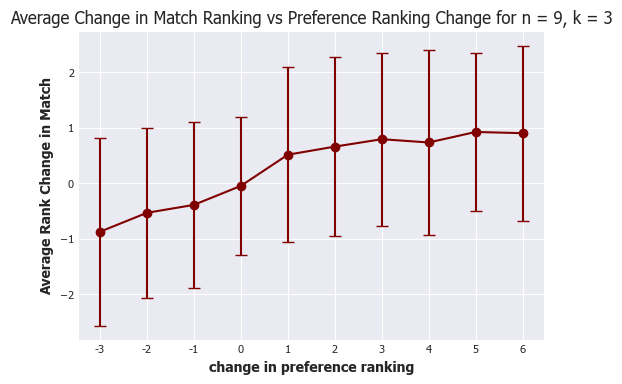 Average Change in Match Ranking vs Preference Ranking Change for n = 9, k = 3
Average Rank Change in Match
2
1
0
−1
−2
-3 -2 -1 0 1 2 3 4 5 6
change in preference ranking